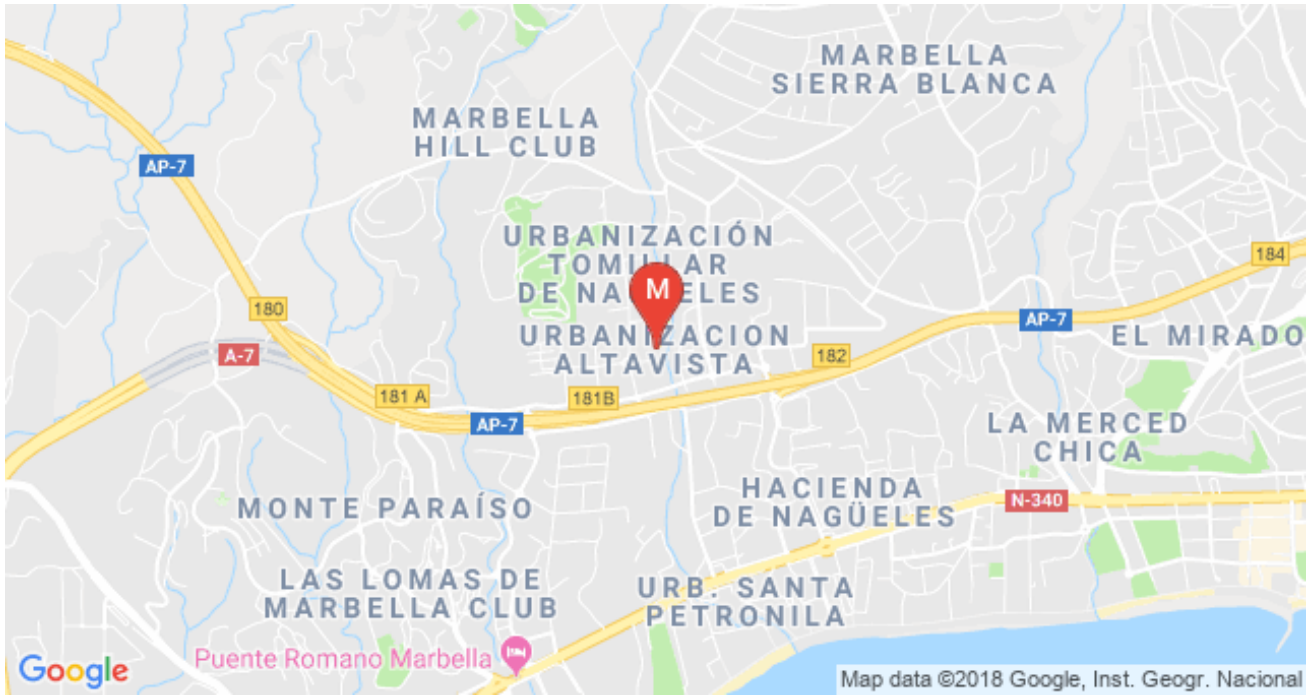 MARBELLA
SIERRA BLANCA
MARBELLA
HILL CLUB
AP-7
URBANIZACIÓN
TOMILLAR
DE NAGÜELES
M
184
180
AP-7
URBANIZACION
ALTAVISTA
EL MIRADO
A-7
182
181 A
181B
AP-7
LA MERCED
CHICA
MONTE PARAÍSO
HACIENDA
DE NAGÜELES
N-340
LAS LOMAS DE
MARBELLA CLUB
URB. SANTA
PETRONILA
Puente Romano Marbella
Google
Map data ©2018 Google, Inst. Geogr. Nacional